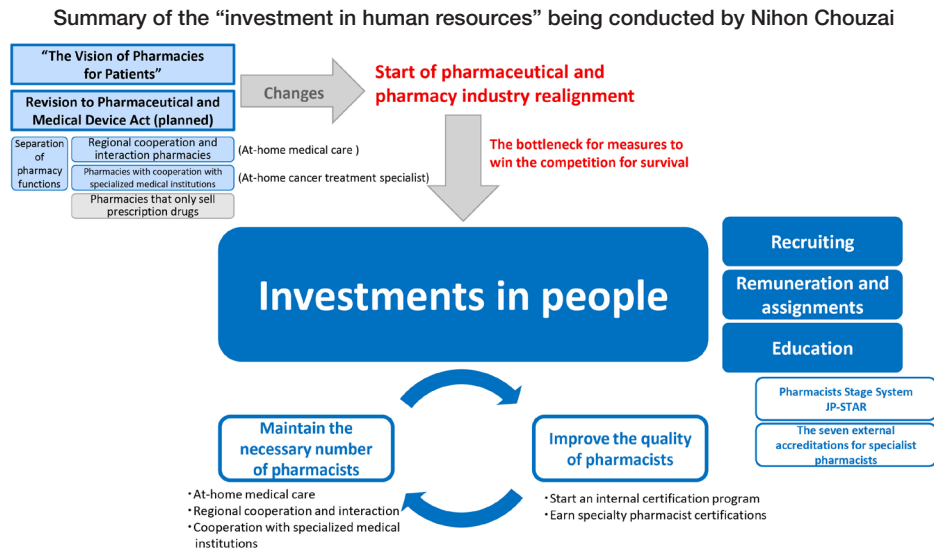 Summary of the “investment in human resources” being conducted by Nihon Chouzai
“The Vision of Pharmacies
for Patients”
Revision to Pharmaceutical and
Medical Device Act (planned)
Separation
of
pharmacy
functions
Regional cooperation and
interaction pharmacies
(At-home medical care )
Pharmacies with cooperation with
specialized medical institutions
(At-home cancer treatment specialist)
Pharmacies that only sell
prescription drugs
Changes
Start of pharmaceutical and
pharmacy industry realignment
The bottleneck for measures to
win the competition for survival
Investments in people
Recruiting
Remuneration and
assignments
Education
Pharmacists Stage System
JP-STAR
The seven external
accreditations for specialist
pharmacists
Maintain the
necessary number
of pharmacists
・At-home medical care
・Regional cooperation and interaction
・Cooperation with specialized medical
institutions
Improve the quality
of pharmacists
・Start an internal certification program
・Earn specialty pharmacist certifications